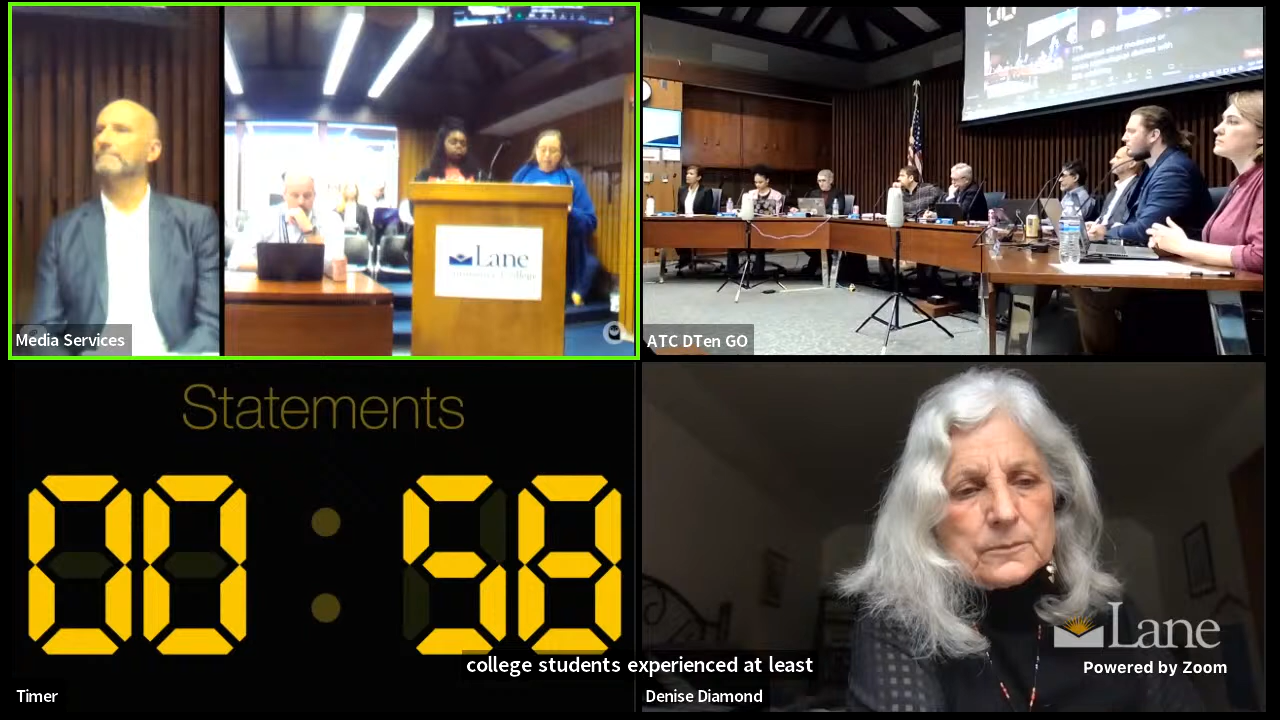 Lane
Media Services
ATC DTen GO
Statements
00:58
college students experienced at least
Timer
Lane
Powered by Zoom
Denise Diamond